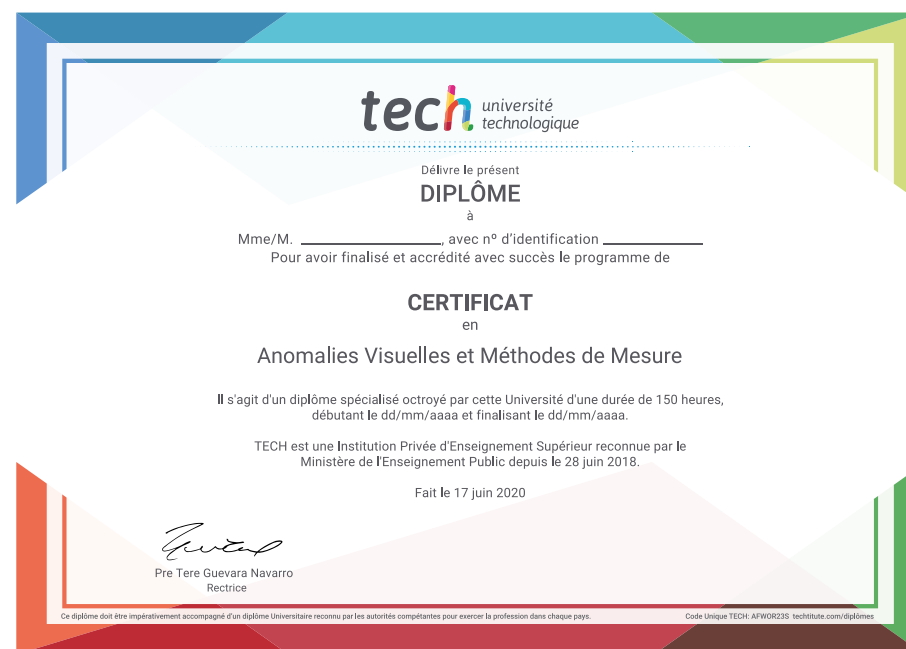 tech université
technologique
Délivre le présent
DIPLÔME
à
Mme/M. ____________, avec nº d'identification ____________
Pour avoir finalisé et accrédité avec succès le programme de
CERTIFICAT
en
Anomalies Visuelles et Méthodes de Mesure
Il s'agit d'un diplôme spécialisé octroyé par cette Université d'une durée de 150 heures,
débutant le dd/mm/aaaa et finalisant le dd/mm/aaaa.
TECH est une Institution Privée d'Enseignement Supérieur reconnue par le
Ministère de l'Enseignement Public depuis le 28 juin 2018.
Fait le 17 juin 2020
Pre Tere Guevara Navarro
Rectrice
Ce diplôme doit être impérativement accompagné d'un diplôme Universitaire reconnu par les autorités compétantes pour exercer la profession dans chaque pays.
Code Unique TECH: AFWOR23S techtitute.com/diplômes